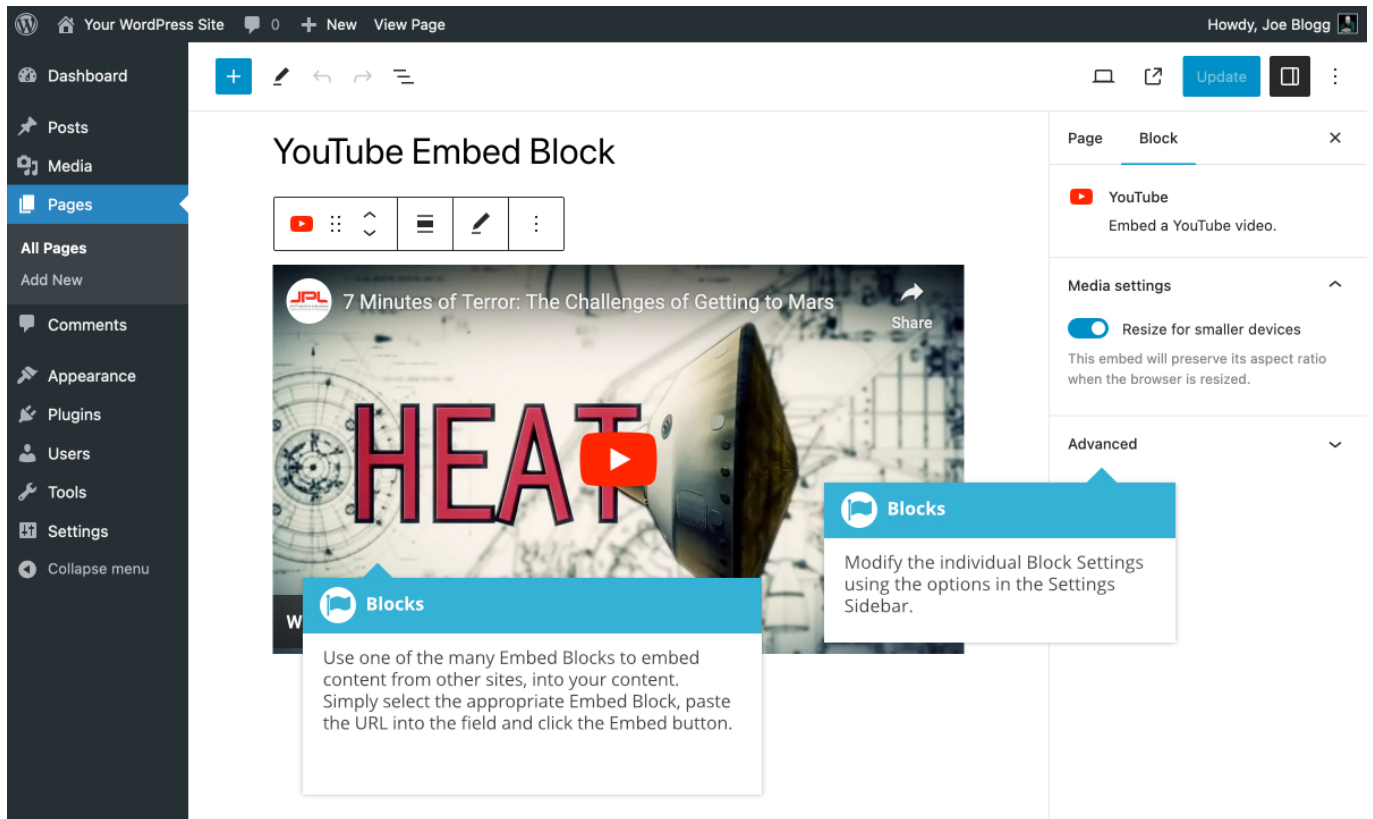 Your WordPress Site 0 New View Page Howdy, Joe Blogg
Dashboard
Posts
Media
Pages
All Pages
Add New
Comments
Appearance
Plugins
Users
Tools
Settings
Collapse menu
Update
YouTube Embed Block
JPL
7 Minutes of Terror: The Challenges of Getting to Mars
Share
HEAT
W
Blocks
Use one of the many Embed Blocks to embed
content from other sites, into your content.
Simply select the appropriate Embed Block, paste
the URL into the field and click the Embed button.
Page Block
YouTube
Embed a YouTube video.
Media settings
Resize for smaller devices
This embed will preserve its aspect ratio
when the browser is resized.
Advanced
Blocks
Modify the individual Block Settings
using the options in the Settings
Sidebar.